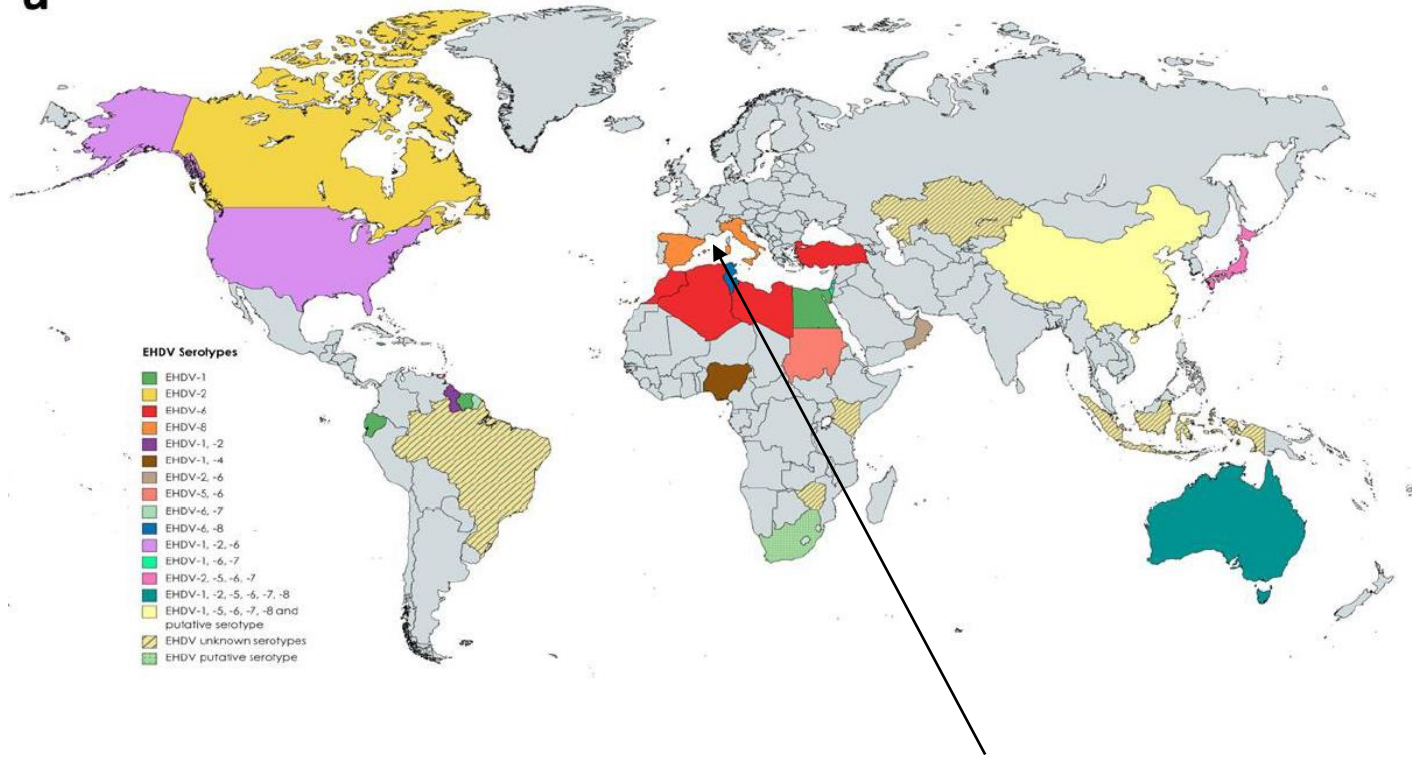 a
EHDV Serotypes
EHDV-1
EHDV-2
EHDV-6
EHDV-8
EHDV-1, -2
EHDV-1, -4
EHDV-2, -6
EHDV-5, -6
EHDV-6, -7
EHDV-6, -8
EHDV-1, -2, -6
EHDV-1, -6, -7
EHDV-2, -5, -6, -7
EHDV-1, -2, -5, -6, -7, -8
EHDV-1, -5, -6, -7, -8 and
putative serotype
EHDV unknown serotypes
EHDV putative serotype